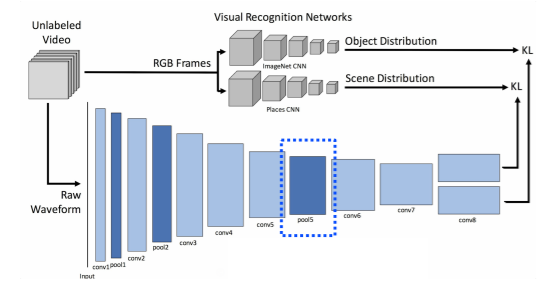 Visual Recognition Networks
Unlabeled
Video
Object Distribution
KL
RGB Frames
ImageNet CNN
Scene Distribution
KL
Places CNN
Raw
Waveform
Input
conv1
pool1
conv2
pool2
conv3
conv4
conv5
pool5
conv6
conv7
conv8